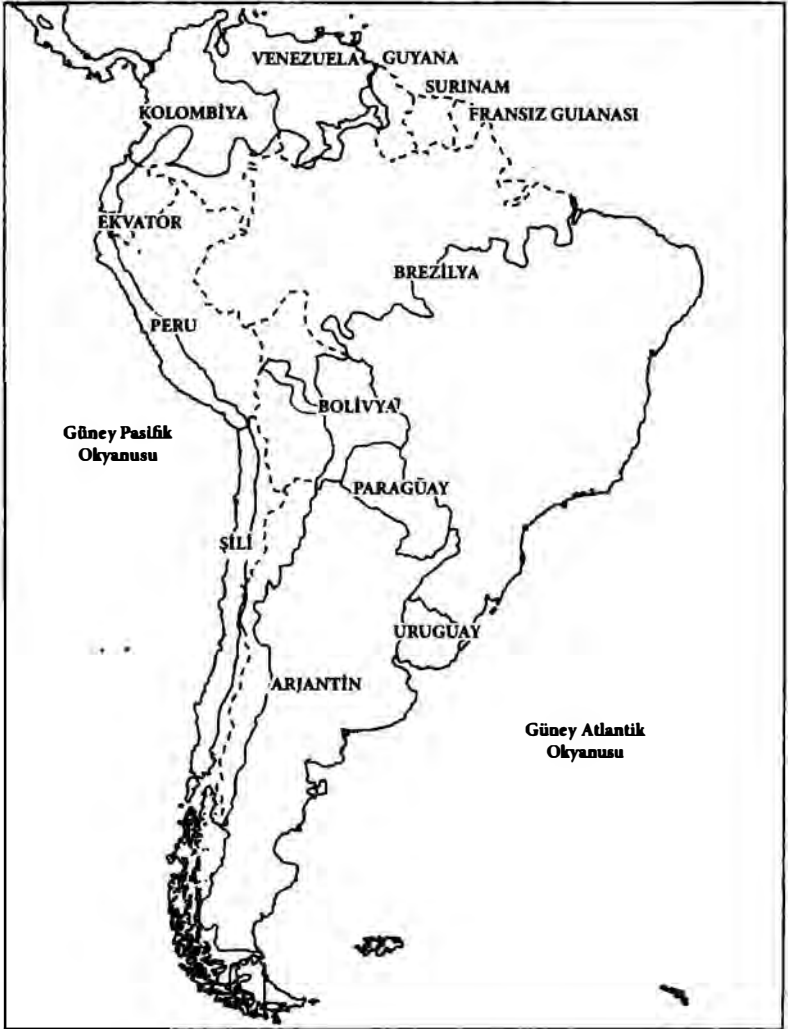 VENEZUELA
GUYANA
SURINAM
KOLOMBİYA
FRANSIZ GUIANASI
EKVATOR
BREZİLYA
PERU
BOLİVYA
Güney Pasifik
Okyanusu
PARAGÜAY
ŞİLİ
URUGÜAY
ARJANTİN
Güney Atlantik
Okyanusu